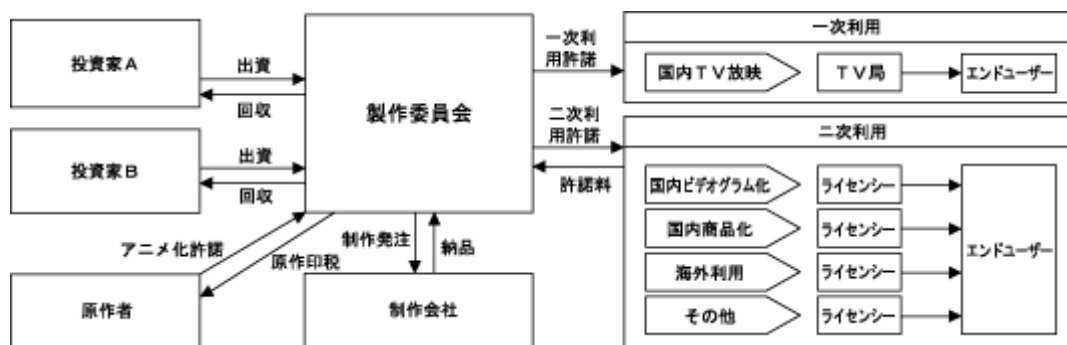 投資家A
出資
回収
投資家B
出資
回収
製作委員会
アニメ化許諾
原作印税
原作者
制作発注
納品
制作会社
一次利
用許諾
二次利
用許諾
許諾料
一次利用
国内TV放映
TV局
エンドユーザー
二次利用
国内ビデオグラム化
ライセンシー
国内商品化
ライセンシー
海外利用
ライセンシー
その他
ライセンシー
エンドユーザー